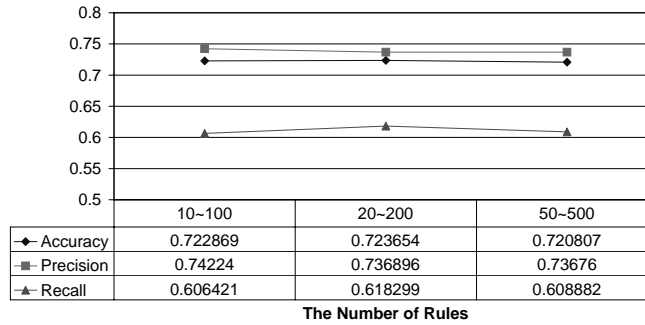 0.8
0.75
0.7
0.65
0.6
0.55
0.5
10~100 20~200 50~500
Accuracy 0.722869 0.723654 0.720807
Precision 0.74224 0.736896 0.73676
Recall 0.606421 0.618299 0.608882
The Number of Rules